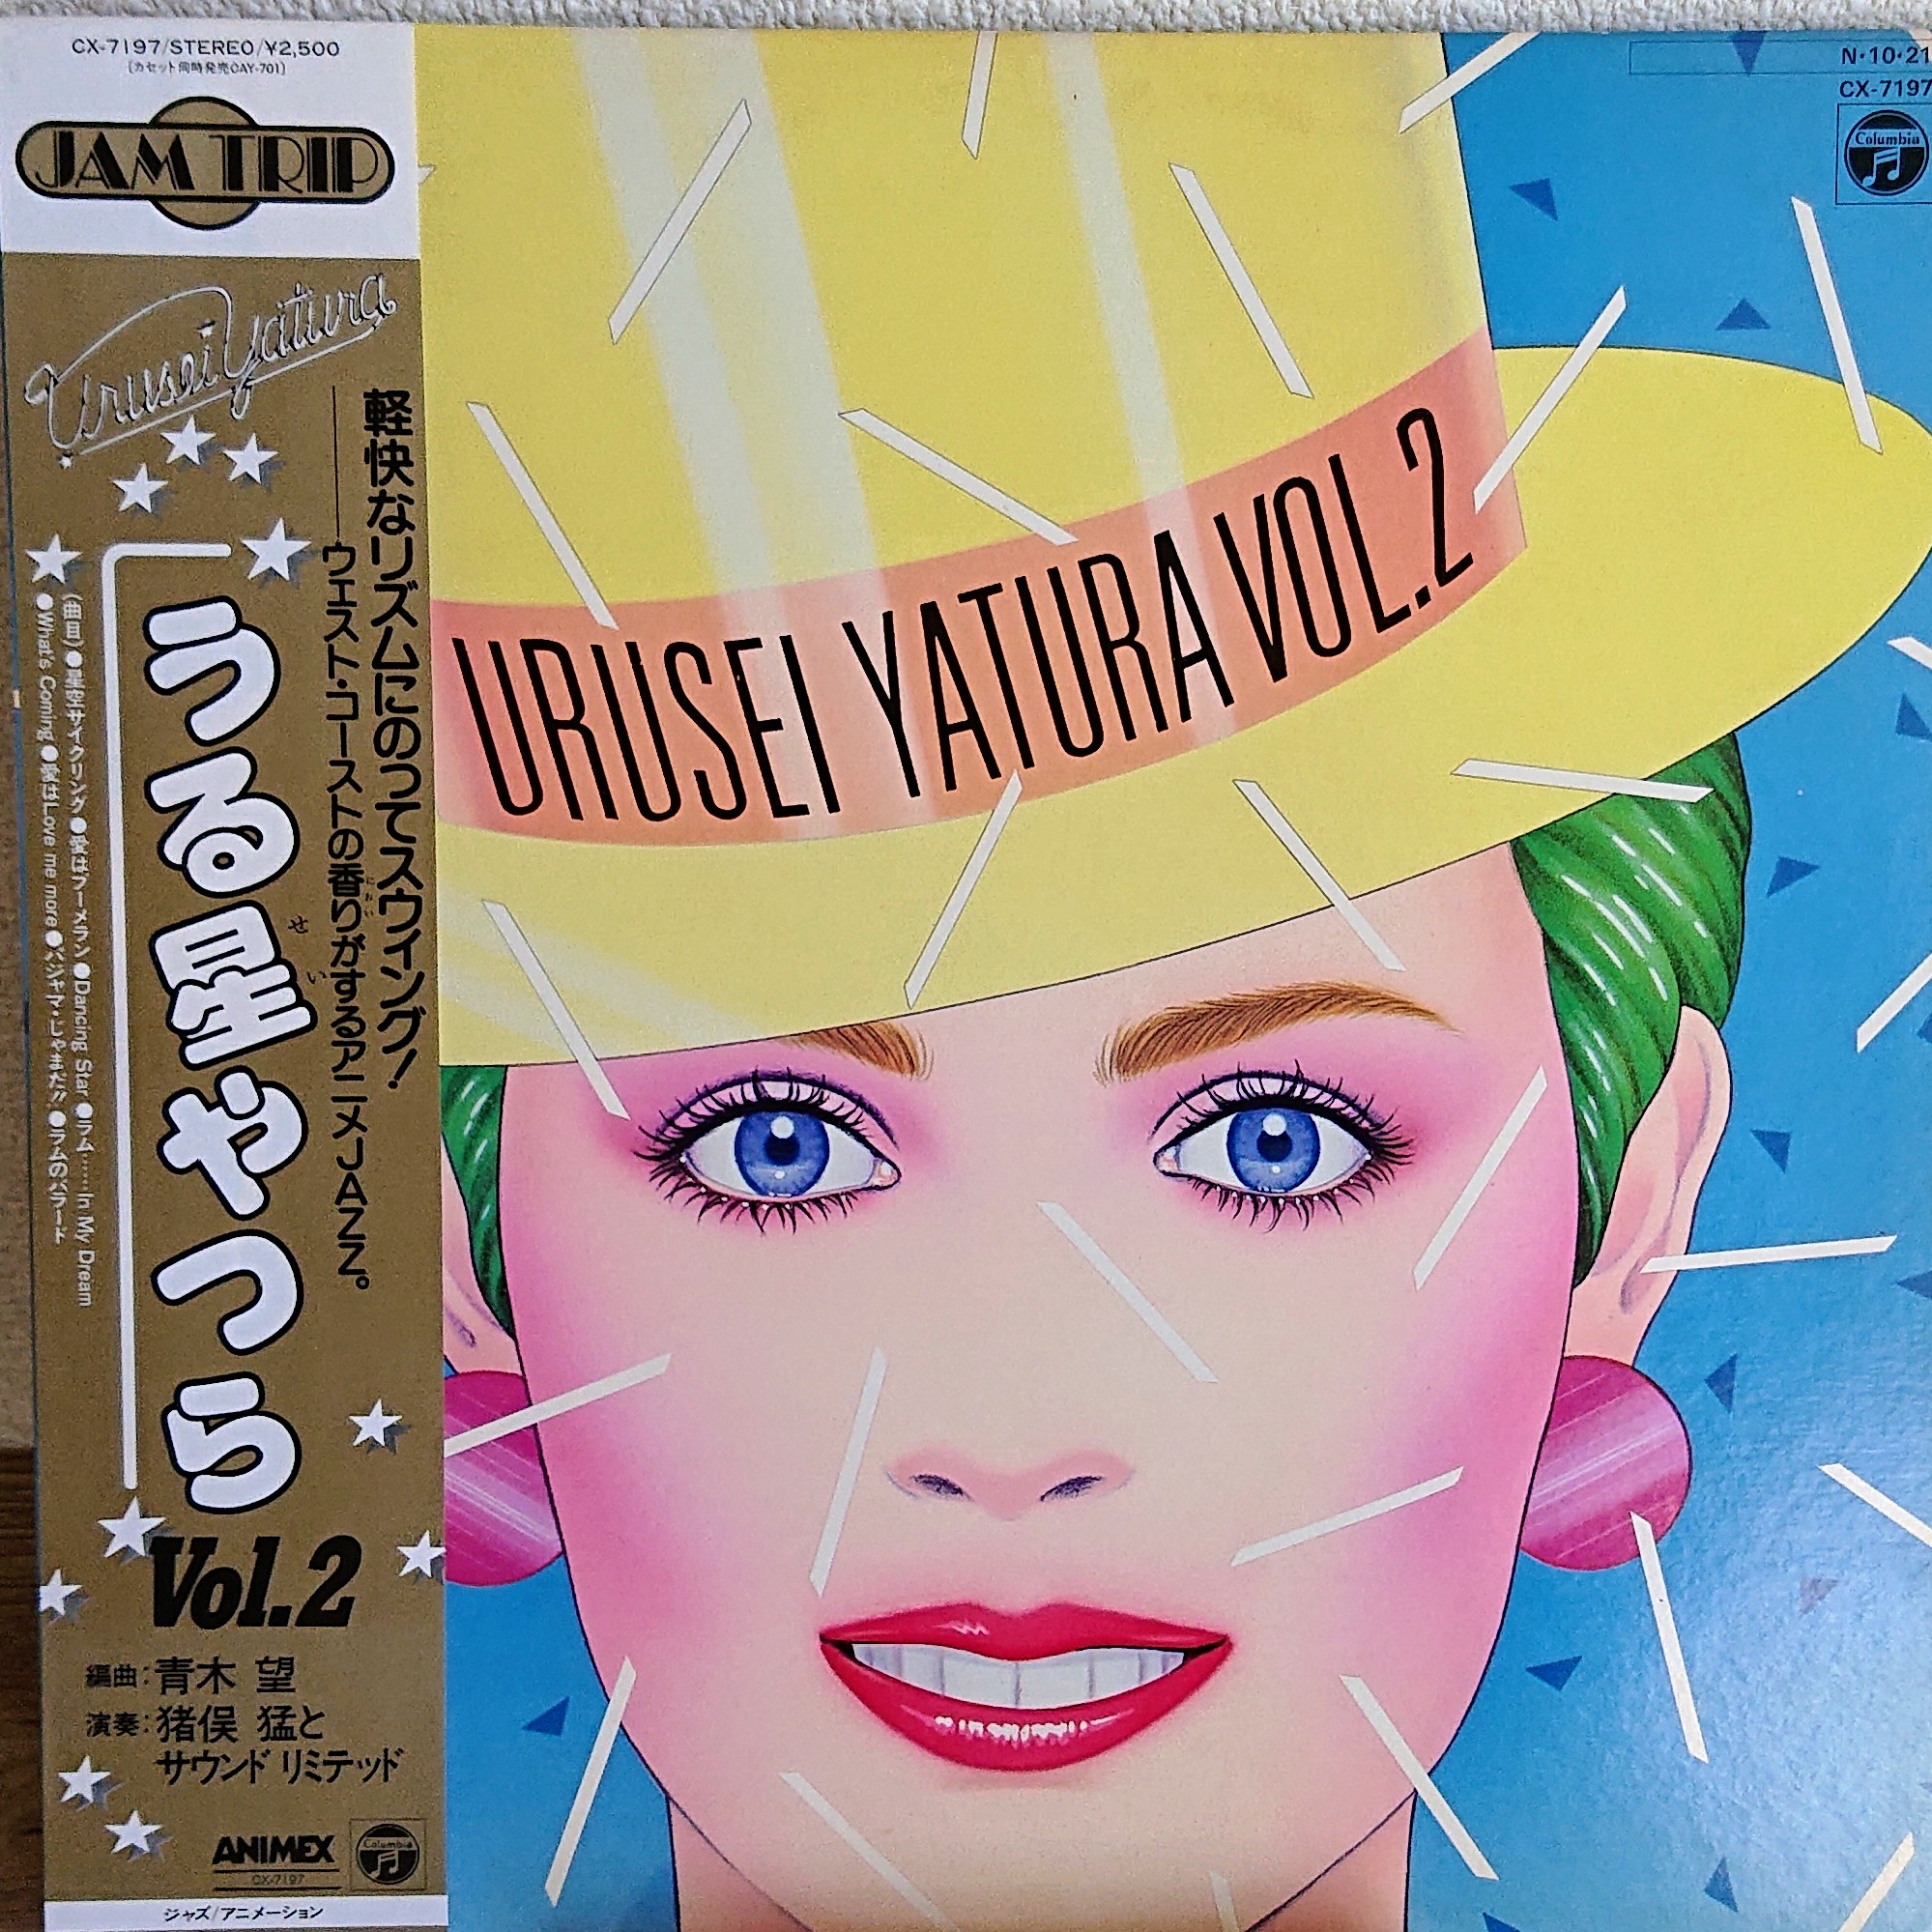 CX-7197/STEREO/¥2,500
(カセット同時発売CAY-701)
JAM TRIP
Urusei Yatura
軽快なリズムにのってスウィング!
──ウェスト・コーストの香りがするアニメJAZZ。
におい
うる星やつら
せい
(曲目)●星空サイクリング●愛はブーメラン●Dancing Star●ラム……In My Dream
●What's Coming●愛はLove me more●パジャマ・じゃまだ!!●ラムのバラード
Vol.2
編曲:青木 望
演奏:猪俣 猛と
サウンド リミテッド
ANIMEX
CX-7197
Columbia
ジャズ/アニメーション
URUSEI YATURA VOL.2
N・10・21
CX-7197
Columbia